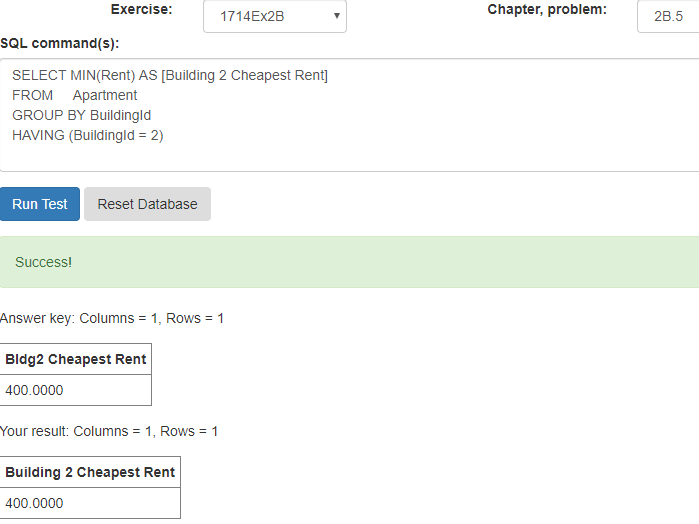 Exercise: 1714Ex2B Chapter, problem: 2B.5
SQL command(s):
SELECT MIN(Rent) AS [Building 2 Cheapest Rent]
FROM Apartment
GROUP BY BuildingId
HAVING (BuildingId = 2)
Run Test Reset Database
Success!
Answer key: Columns = 1, Rows = 1
Bldg2 Cheapest Rent
400.0000
Your result: Columns = 1, Rows = 1
Building 2 Cheapest Rent
400.0000